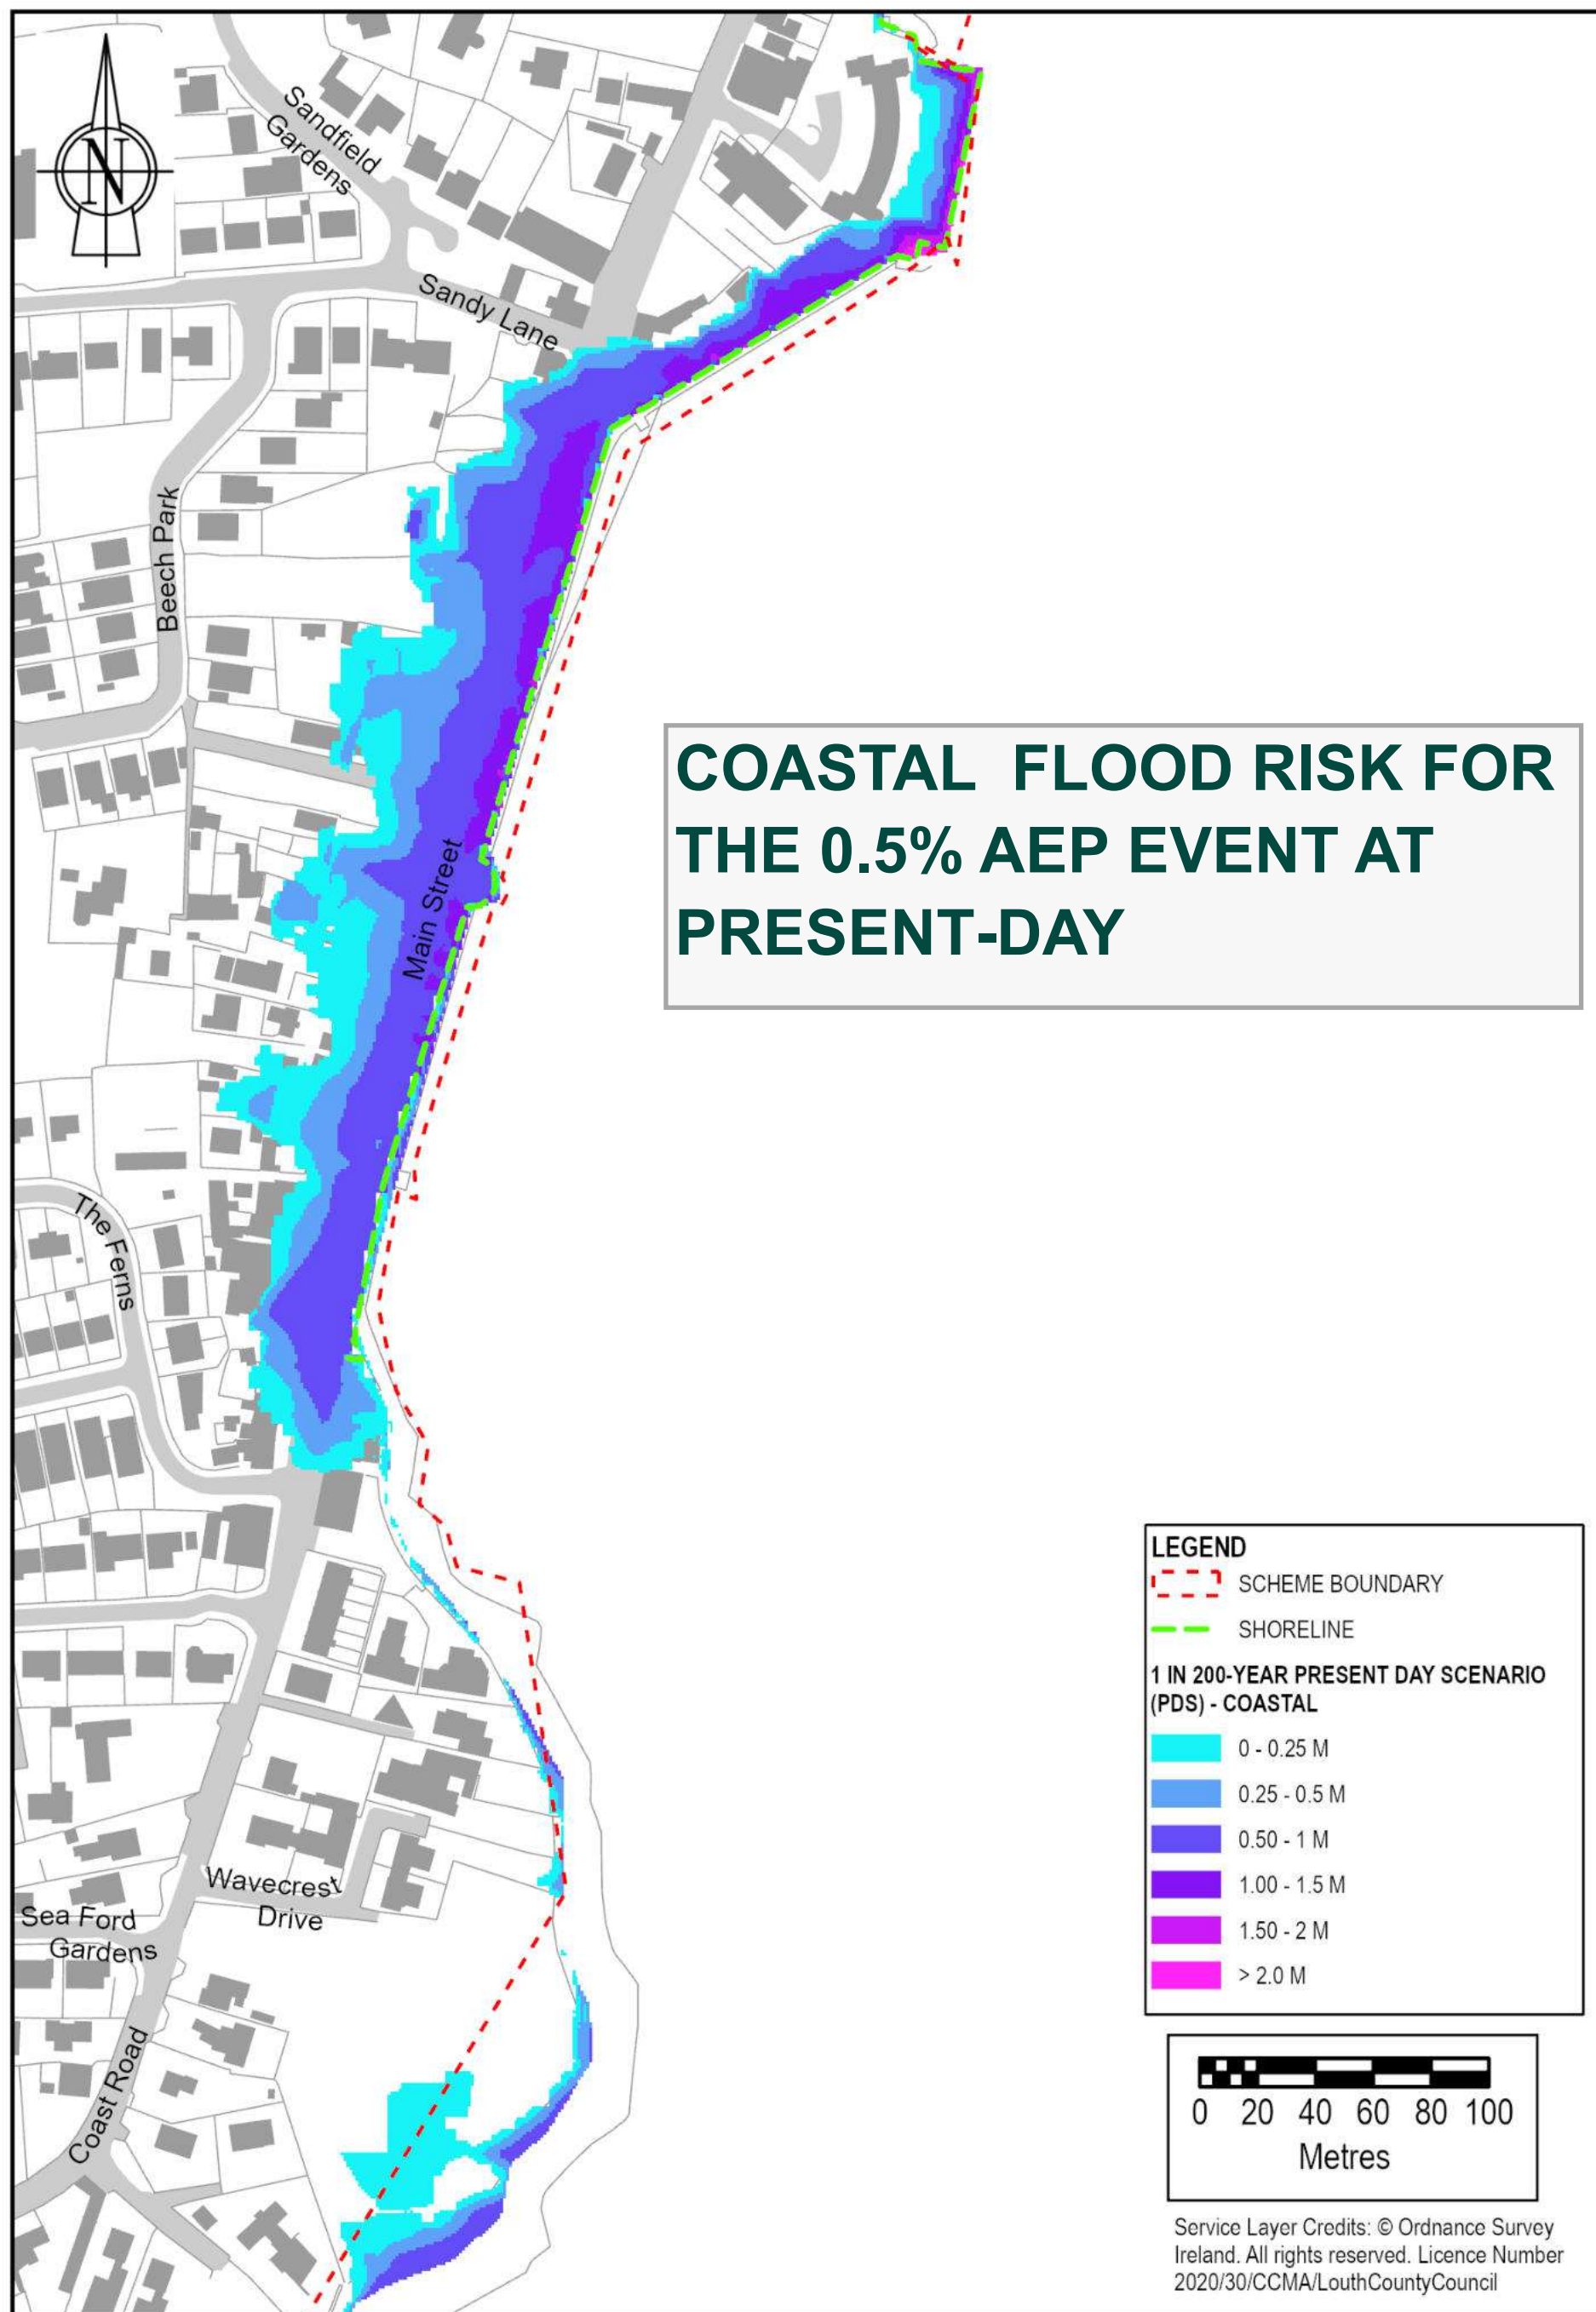 N
Sandfield
Gardens
Sandy Lane
Beech Park
COASTAL FLOOD RISK FOR
THE 0.5% AEP EVENT AT
PRESENT-DAY
Main Street
The Ferns
LEGEND
SCHEME BOUNDARY
SHORELINE
1 IN 200-YEAR PRESENT DAY SCENARIO
(PDS) - COASTAL
0 - 0.25 M
0.25 - 0.5 M
0.50 - 1 M
1.00 - 1.5 M
1.50 - 2 M
> 2.0 M
Wavecrest
Drive
Sea Ford
Gardens
Coast Road
0 20 40 60 80 100
Metres
Service Layer Credits: © Ordnance Survey
Ireland. All rights reserved. Licence Number
2020/30/CCMA/LouthCountyCouncil